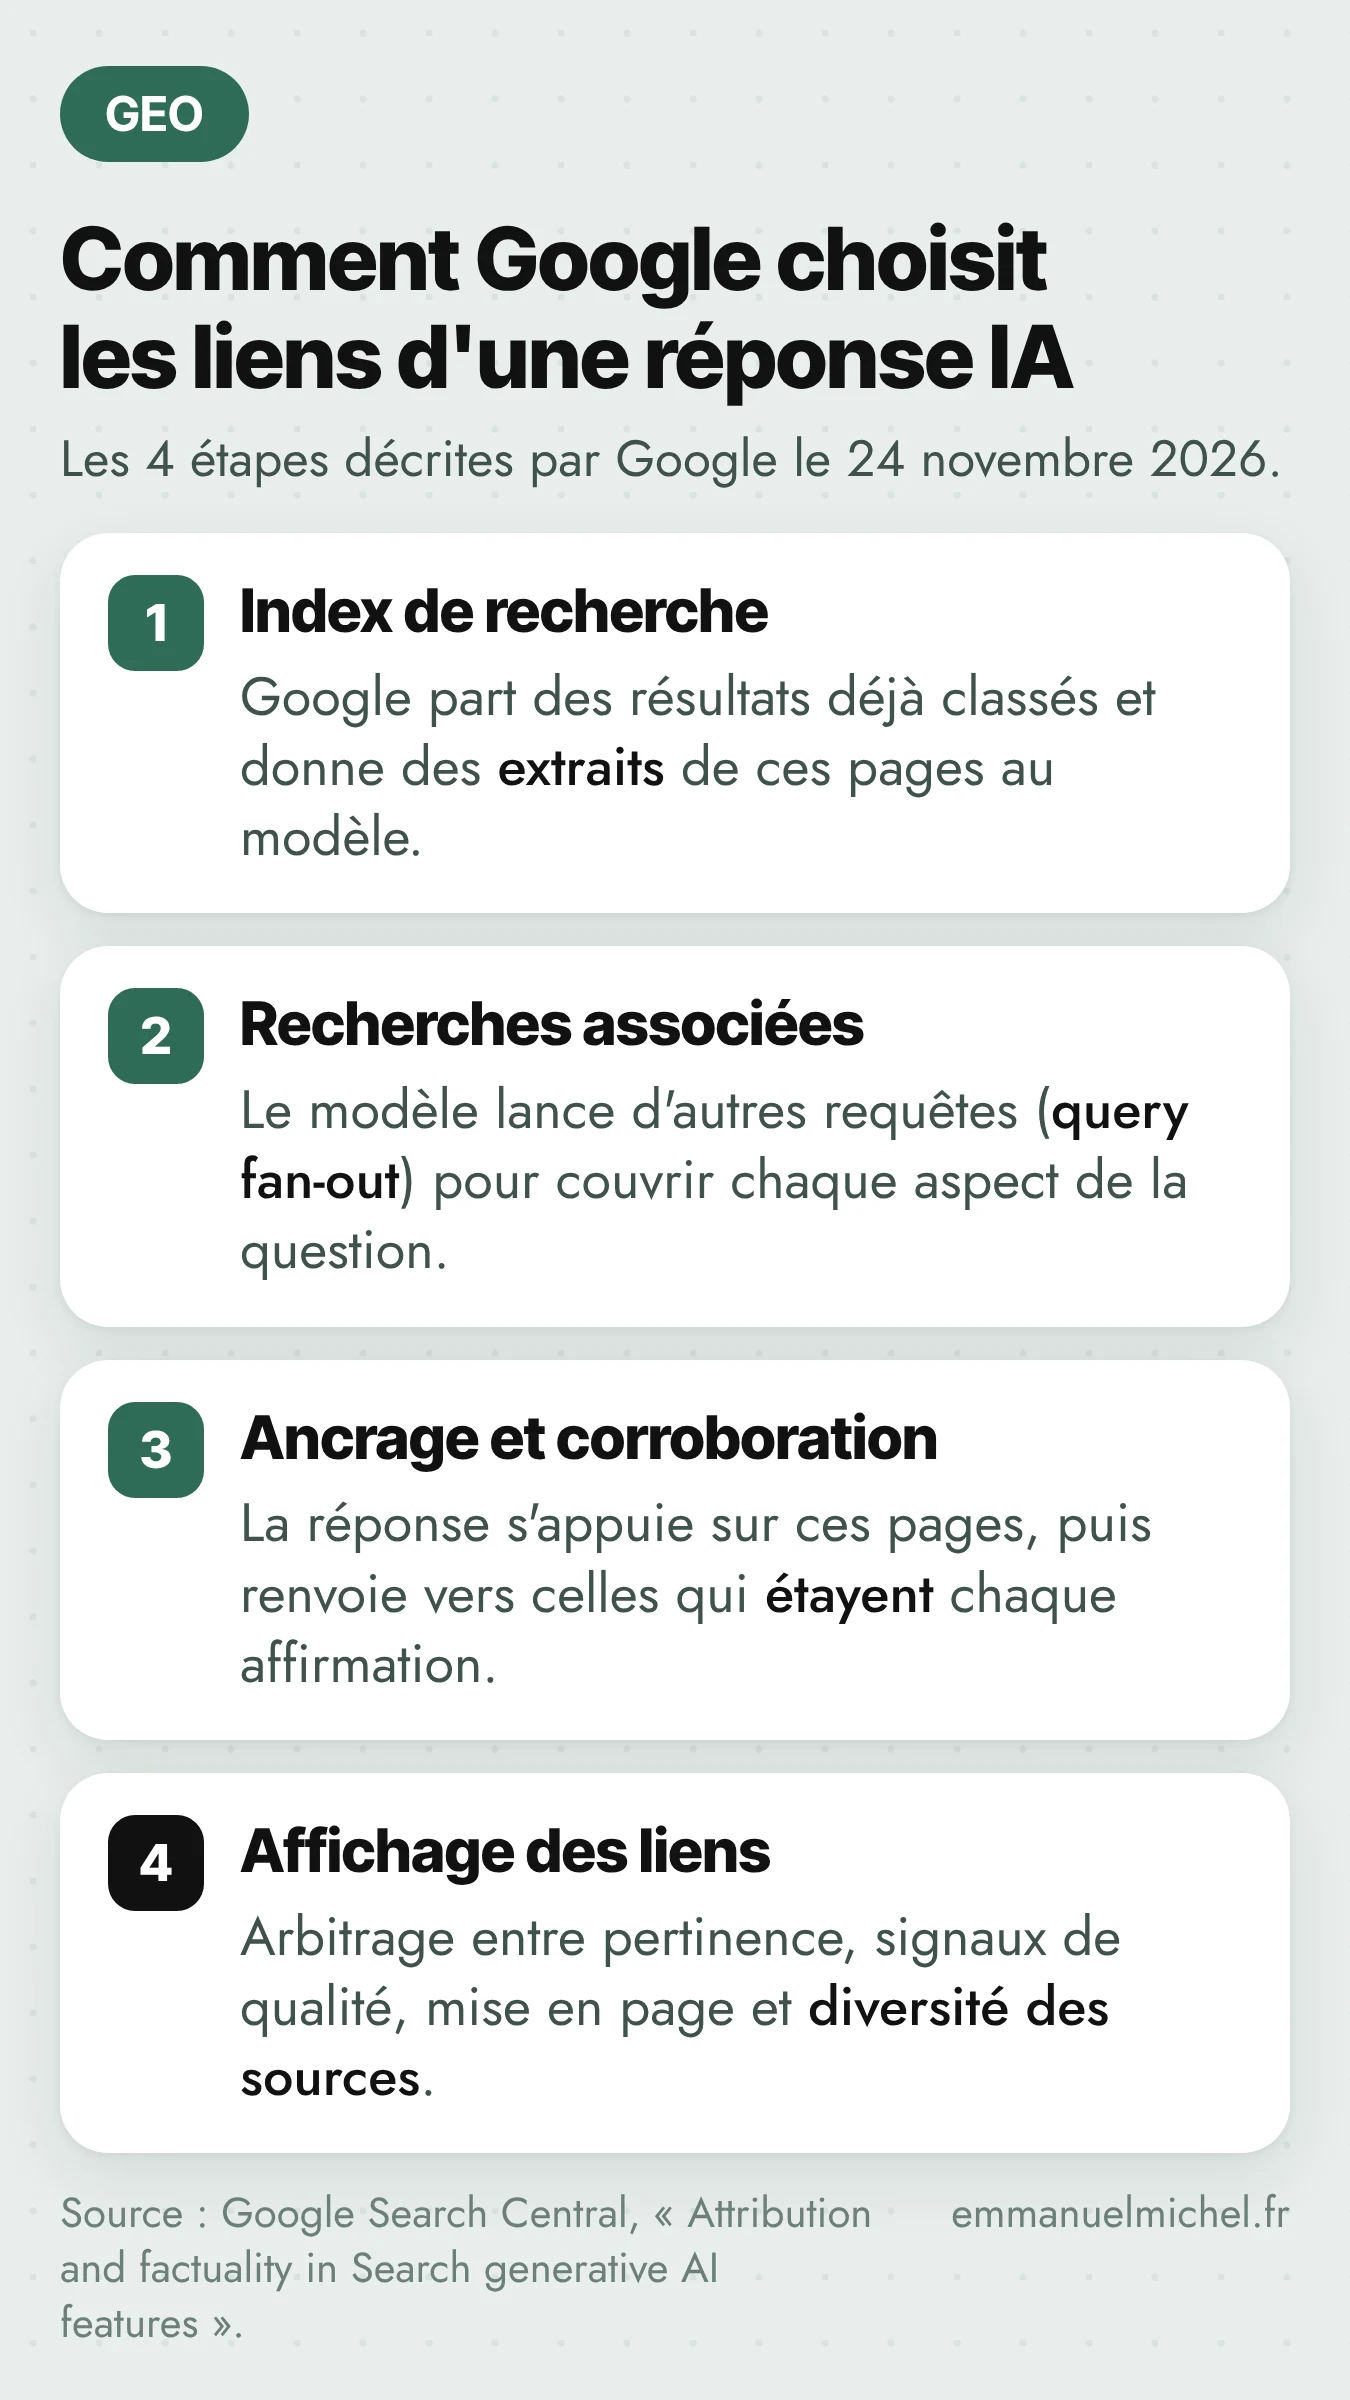 GEO
Comment Google choisit
les liens d'une réponse IA
Les 4 étapes décrites par Google le 24 novembre 2026.
1
Index de recherche
Google part des résultats déjà classés et
donne des extraits de ces pages au
modèle.
2
Recherches associées
Le modèle lance d'autres requêtes (query
fan-out) pour couvrir chaque aspect de la
question.
3
Ancrage et corroboration
La réponse s'appuie sur ces pages, puis
renvoie vers celles qui étayent chaque
affirmation.
4
Affichage des liens
Arbitrage entre pertinence, signaux de
qualité, mise en page et diversité des
sources.
Source : Google Search Central, « Attribution
and factuality in Search generative AI
features ».
emmanuelmichel.fr